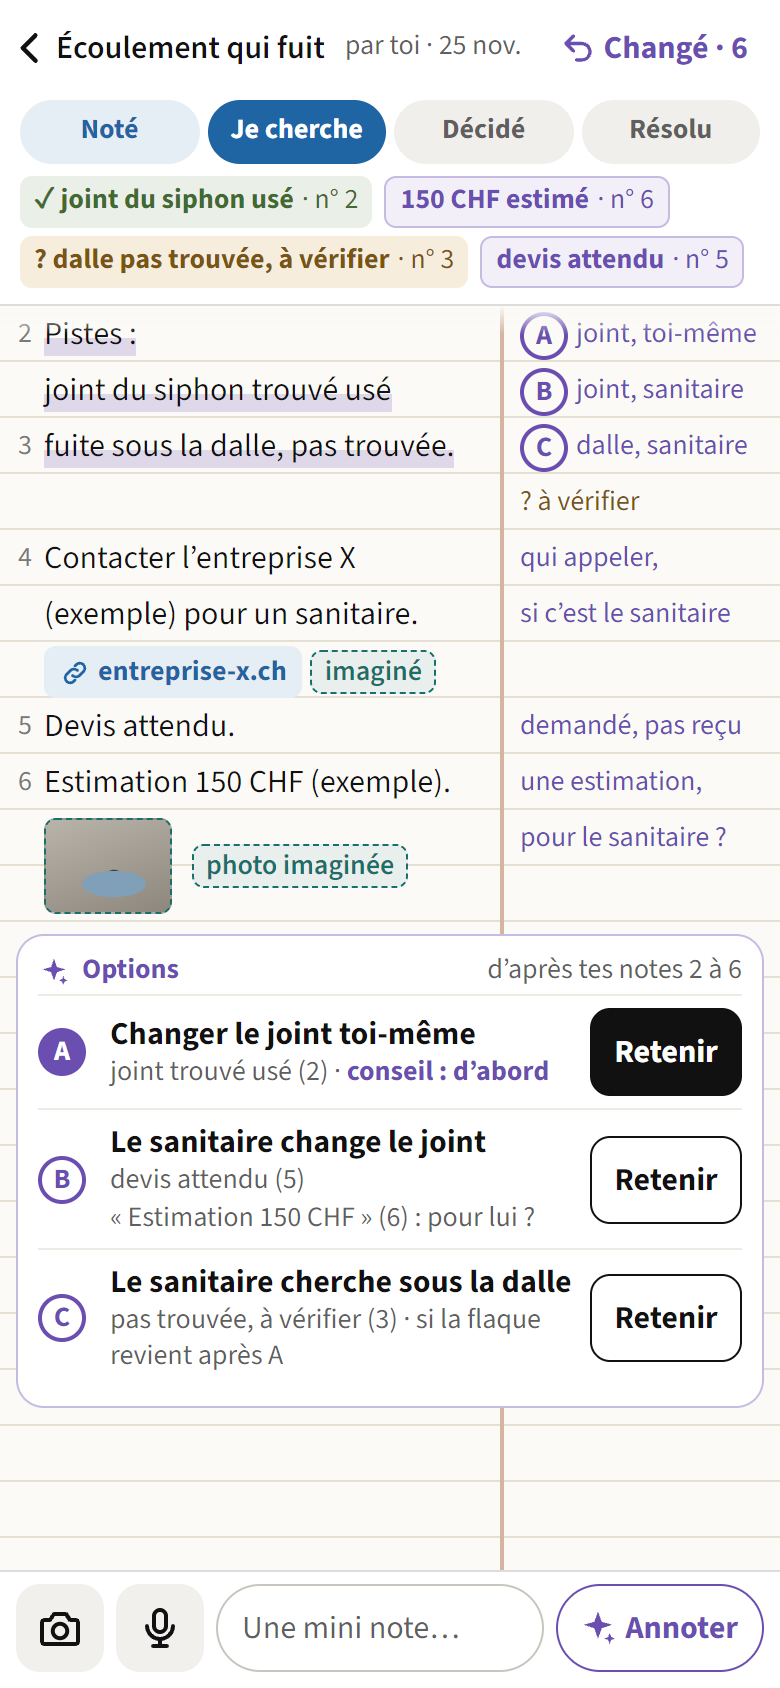 Écoulement qui fuit par toi · 25 nov. Changé · 6
Noté Je cherche Décidé Résolu
✓ joint du siphon usé · n° 2 150 CHF estimé · n° 6
? dalle pas trouvée, à vérifier · n° 3 devis attendu · n° 5
2 Pistes : A joint, toi-même
joint du siphon trouvé usé B joint, sanitaire
3 fuite sous la dalle, pas trouvée. C dalle, sanitaire
? à vérifier
4 Contacter l’entreprise X qui appeler,
(exemple) pour un sanitaire. si c’est le sanitaire
entreprise-x.ch imaginé
5 Devis attendu. demandé, pas reçu
6 Estimation 150 CHF (exemple). une estimation,
pour le sanitaire ?
photo imaginée
Options d’après tes notes 2 à 6
A Changer le joint toi-même
joint trouvé usé (2) · conseil : d’abord
Retenir
B Le sanitaire change le joint
devis attendu (5)
« Estimation 150 CHF » (6) : pour lui ?
Retenir
C Le sanitaire cherche sous la dalle
pas trouvée, à vérifier (3) · si la flaque
revient après A
Retenir
Une mini note… Annoter